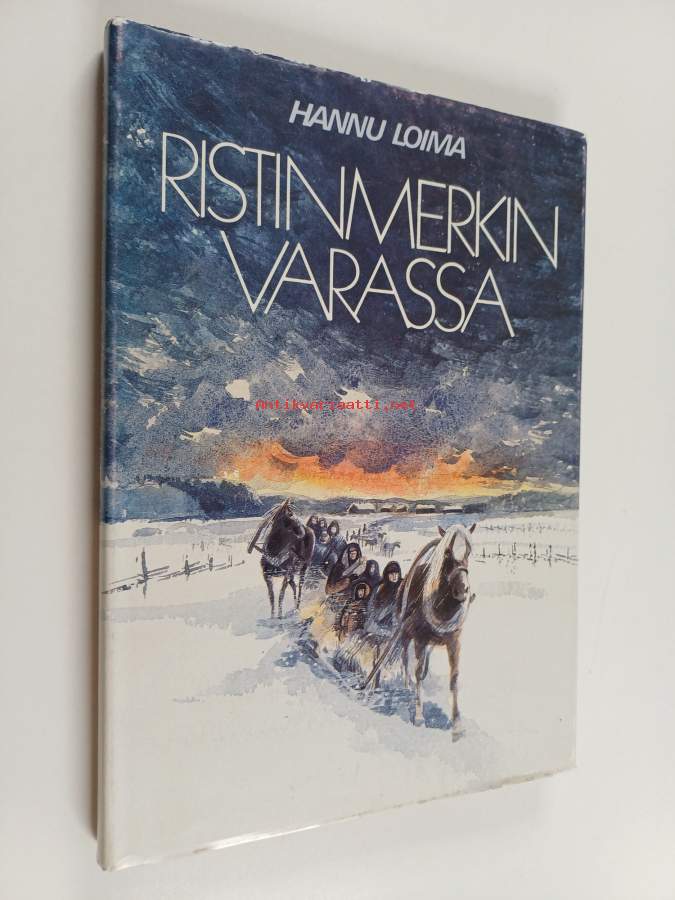 HANNU LOIMA
RISTINMERKIN
VARASSA
antikvariaatti.net